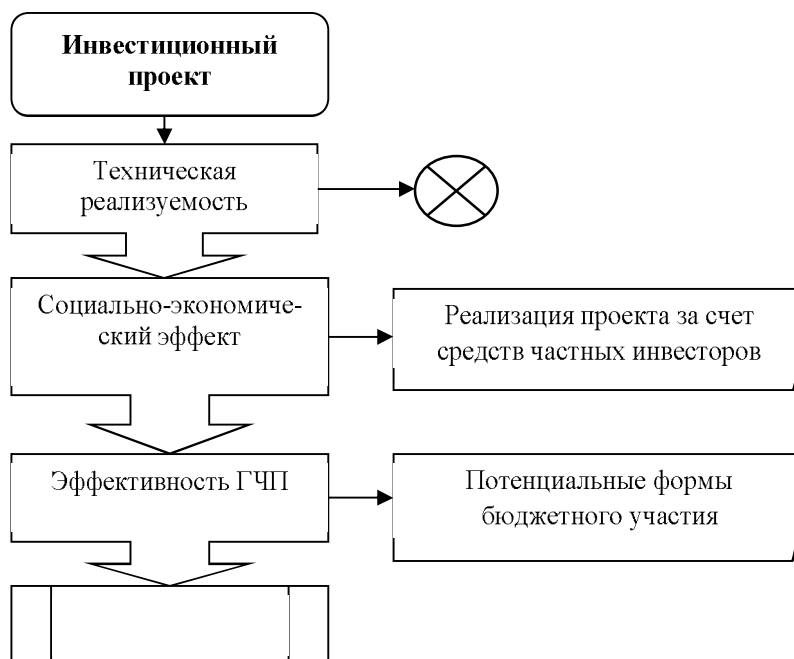 Инвестиционный
проект
Техническая
реализуемость
Социально-экономиче-
ский эффект
Реализация проекта за счет
средств частных инвесторов
Эффективность ГЧП
Потенциальные формы
бюджетного участия